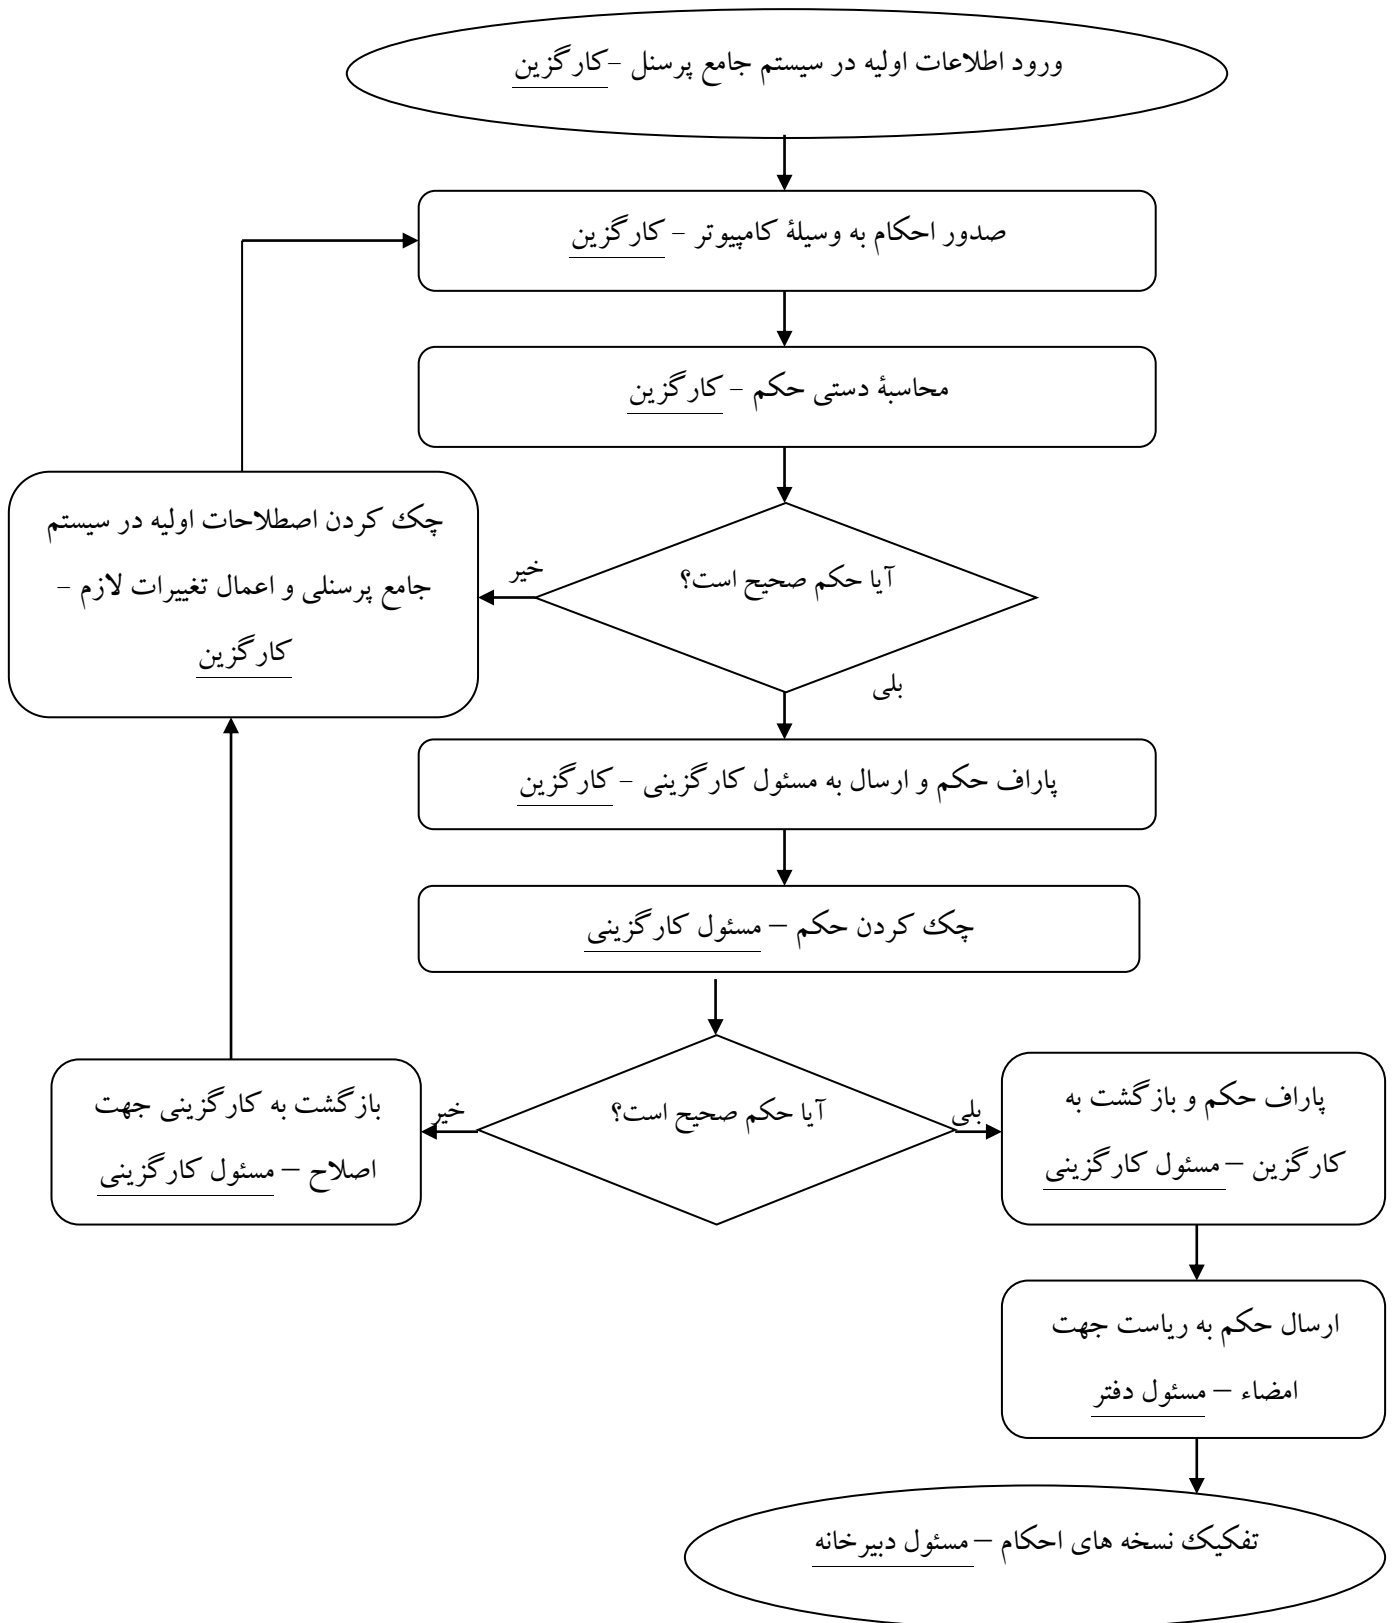 ورود اطلاعات اولیه در سیستم جامع پرسنل –کارگزین
صدور احکام به وسیلۀ کامپیوتر – کارگزین
محاسبۀ دستی حکم – کارگزین
آیا حکم صحیح است؟
خیر
چک کردن اصطلاحات اولیه در سیستم
جامع پرسنلی و اعمال تغییرات لازم –
کارگزین
بلی
پاراف حکم و ارسال به مسئول کارگزینی – کارگزین
چک کردن حکم – مسئول کارگزینی
آیا حکم صحیح است؟
بلی
خیر
پاراف حکم و بازگشت به
کارگزین – مسئول کارگزینی
بازگشت به کارگزینی جهت
اصلاح – مسئول کارگزینی
ارسال حکم به ریاست جهت
امضاء – مسئول دفتر
تفکیک نسخه های احکام – مسئول دبیرخانه